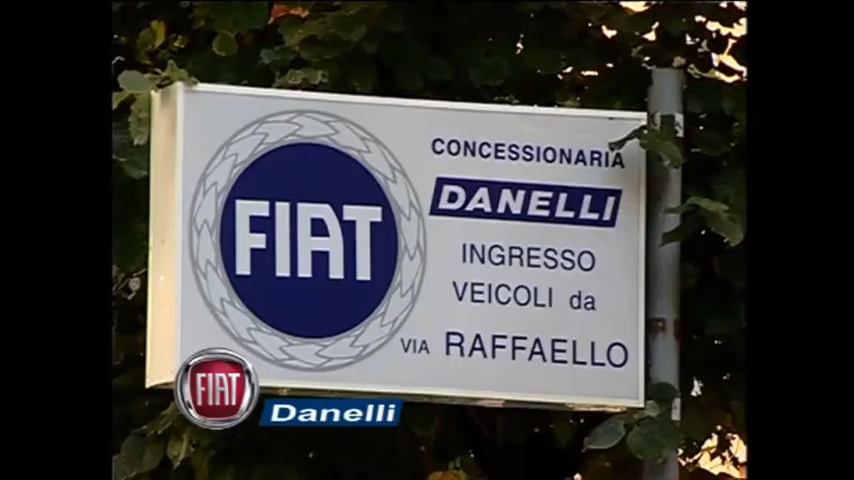 FIAT
CONCESSIONARIA
DANELLI
INGRESSO
VEICOLI da
VIA RAFFAELLO
FIAT
Danelli